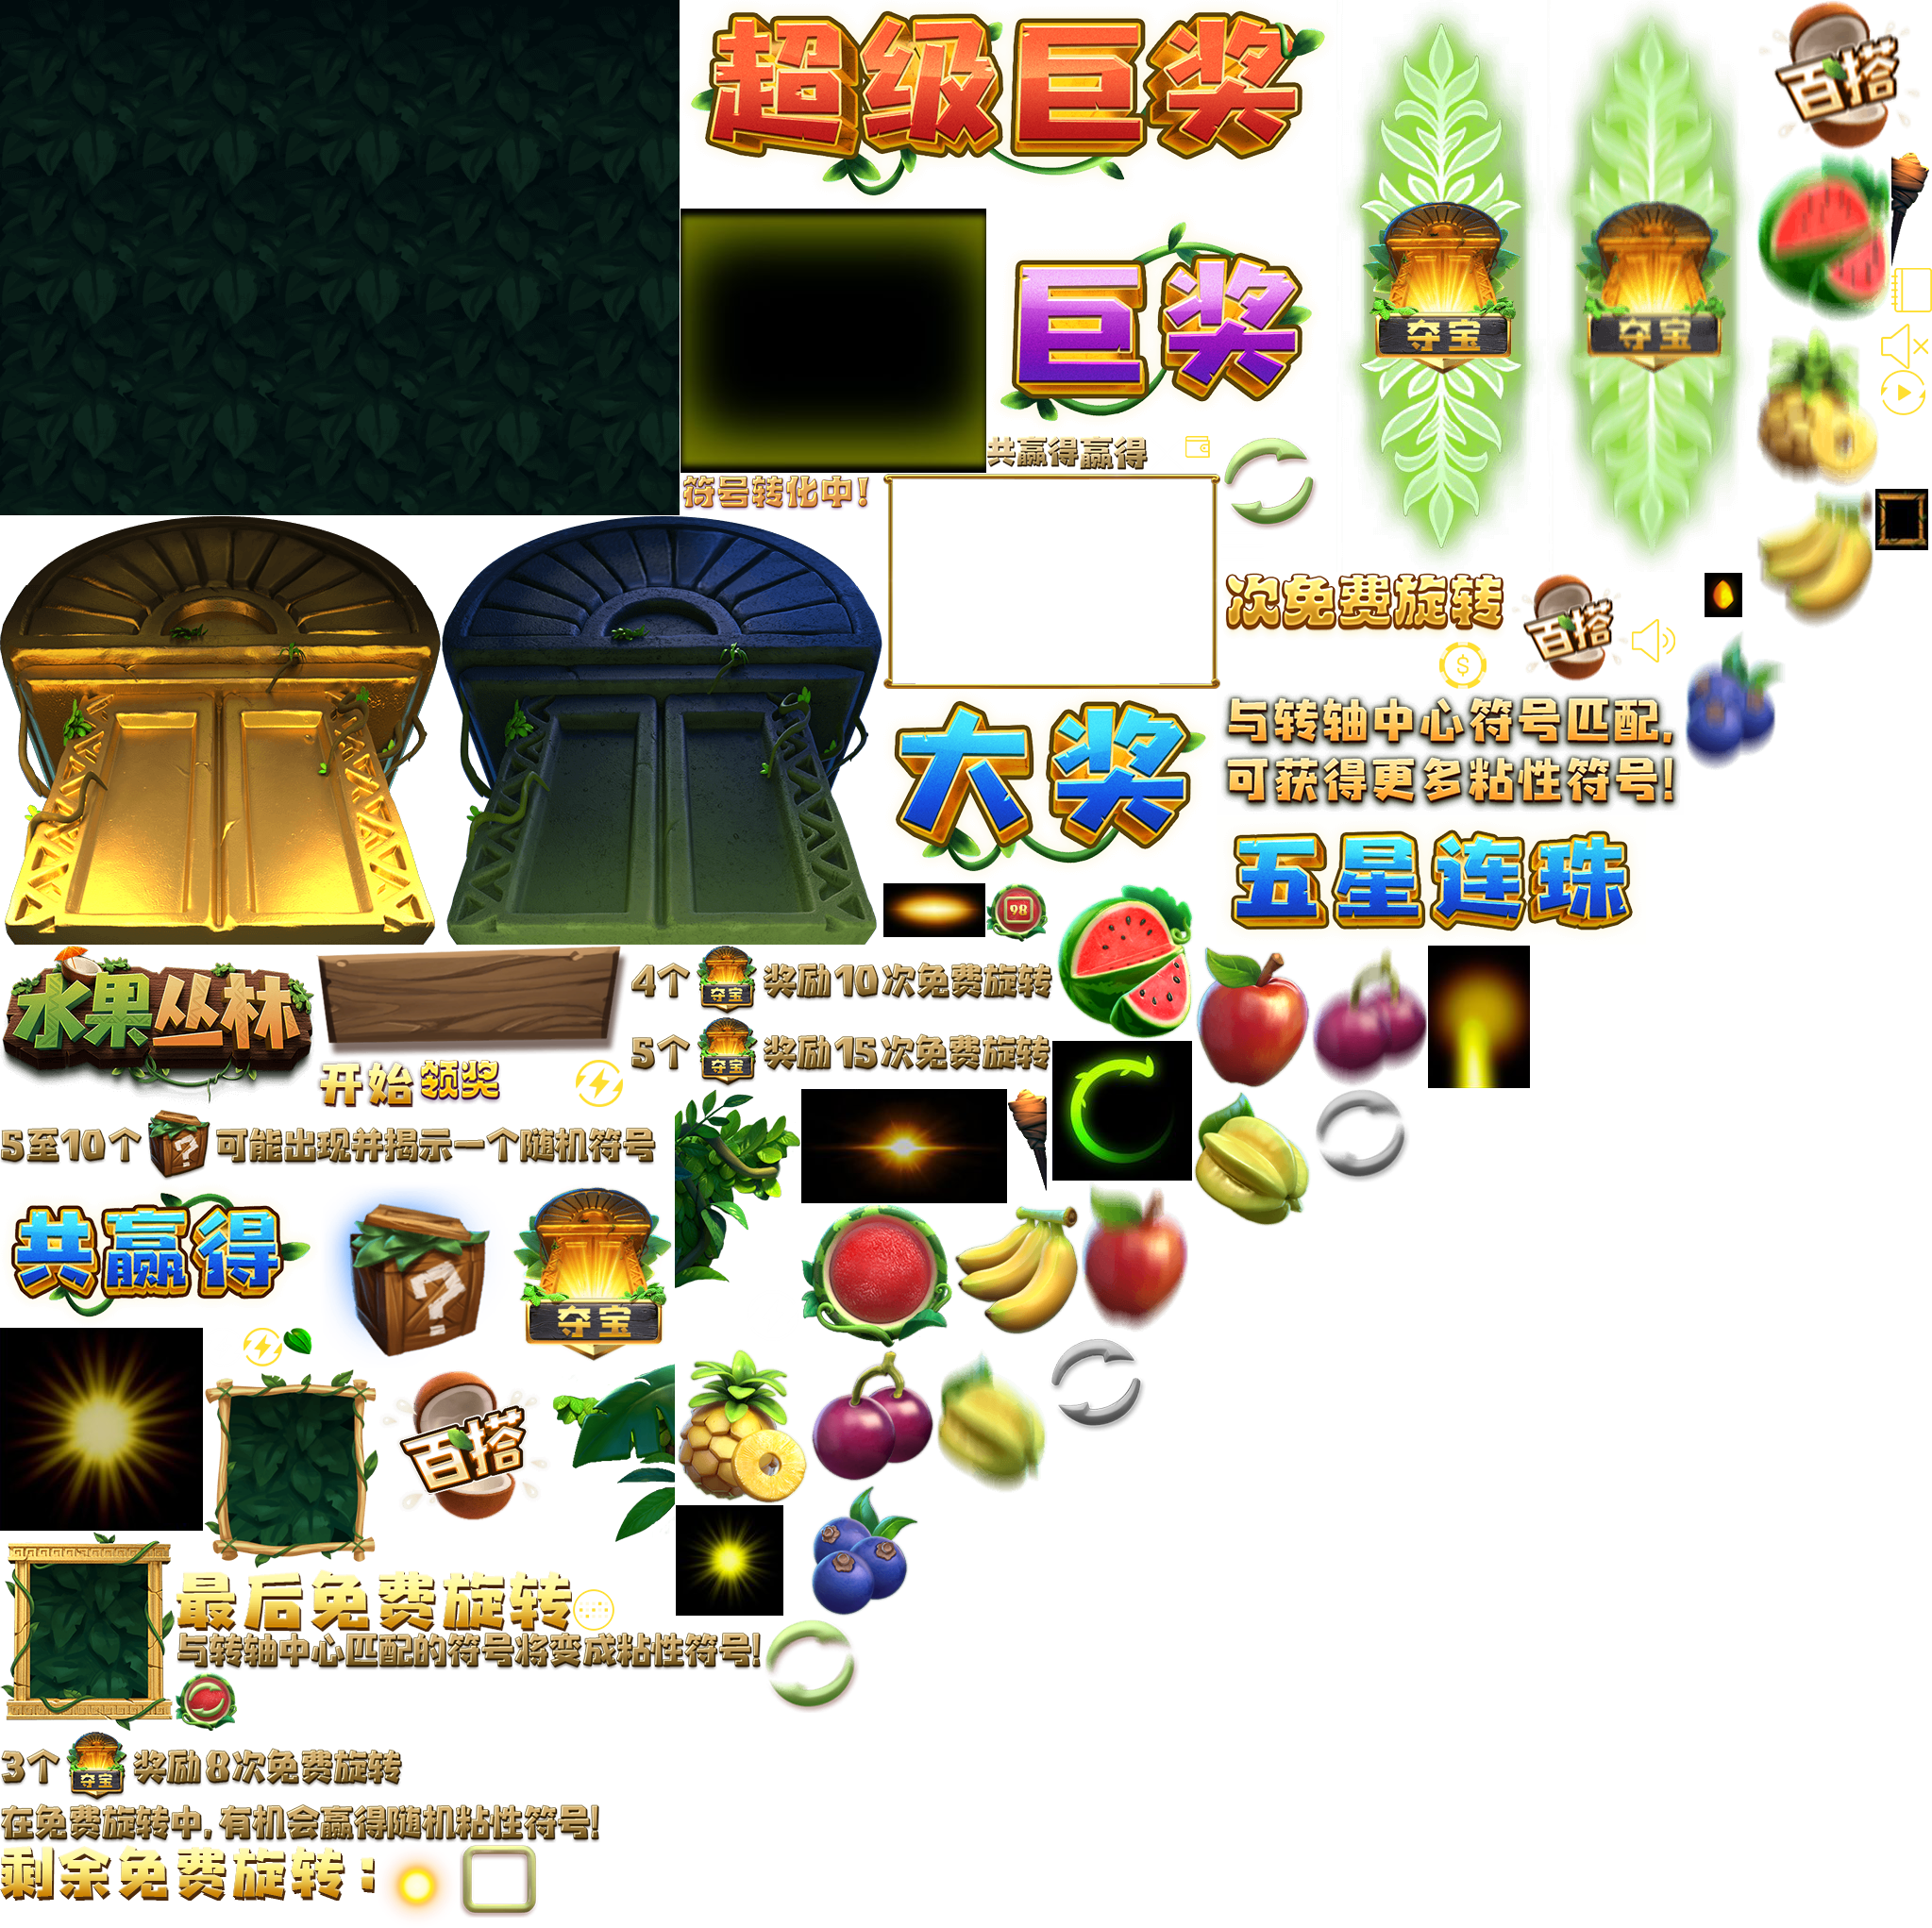 超级巨奖
百搭
巨奖
夺宝
夺宝
共赢得赢得
符号转化中!
次免费旋转
百搭
$
大奖
与转轴中心符号匹配,
可获得更多粘性符号!
五星连珠
98
水果丛林
4个 夺宝 奖励10次免费旋转
5个 夺宝 奖励15次免费旋转
开始 领奖
5至10个 ? 可能出现并揭示一个随机符号
共赢得
?
夺宝
百搭
最后免费旋转
与转轴中心匹配的符号将变成粘性符号!
3个 夺宝 奖励8次免费旋转
在免费旋转中,有机会赢得随机粘性符号!
剩余免费旋转: